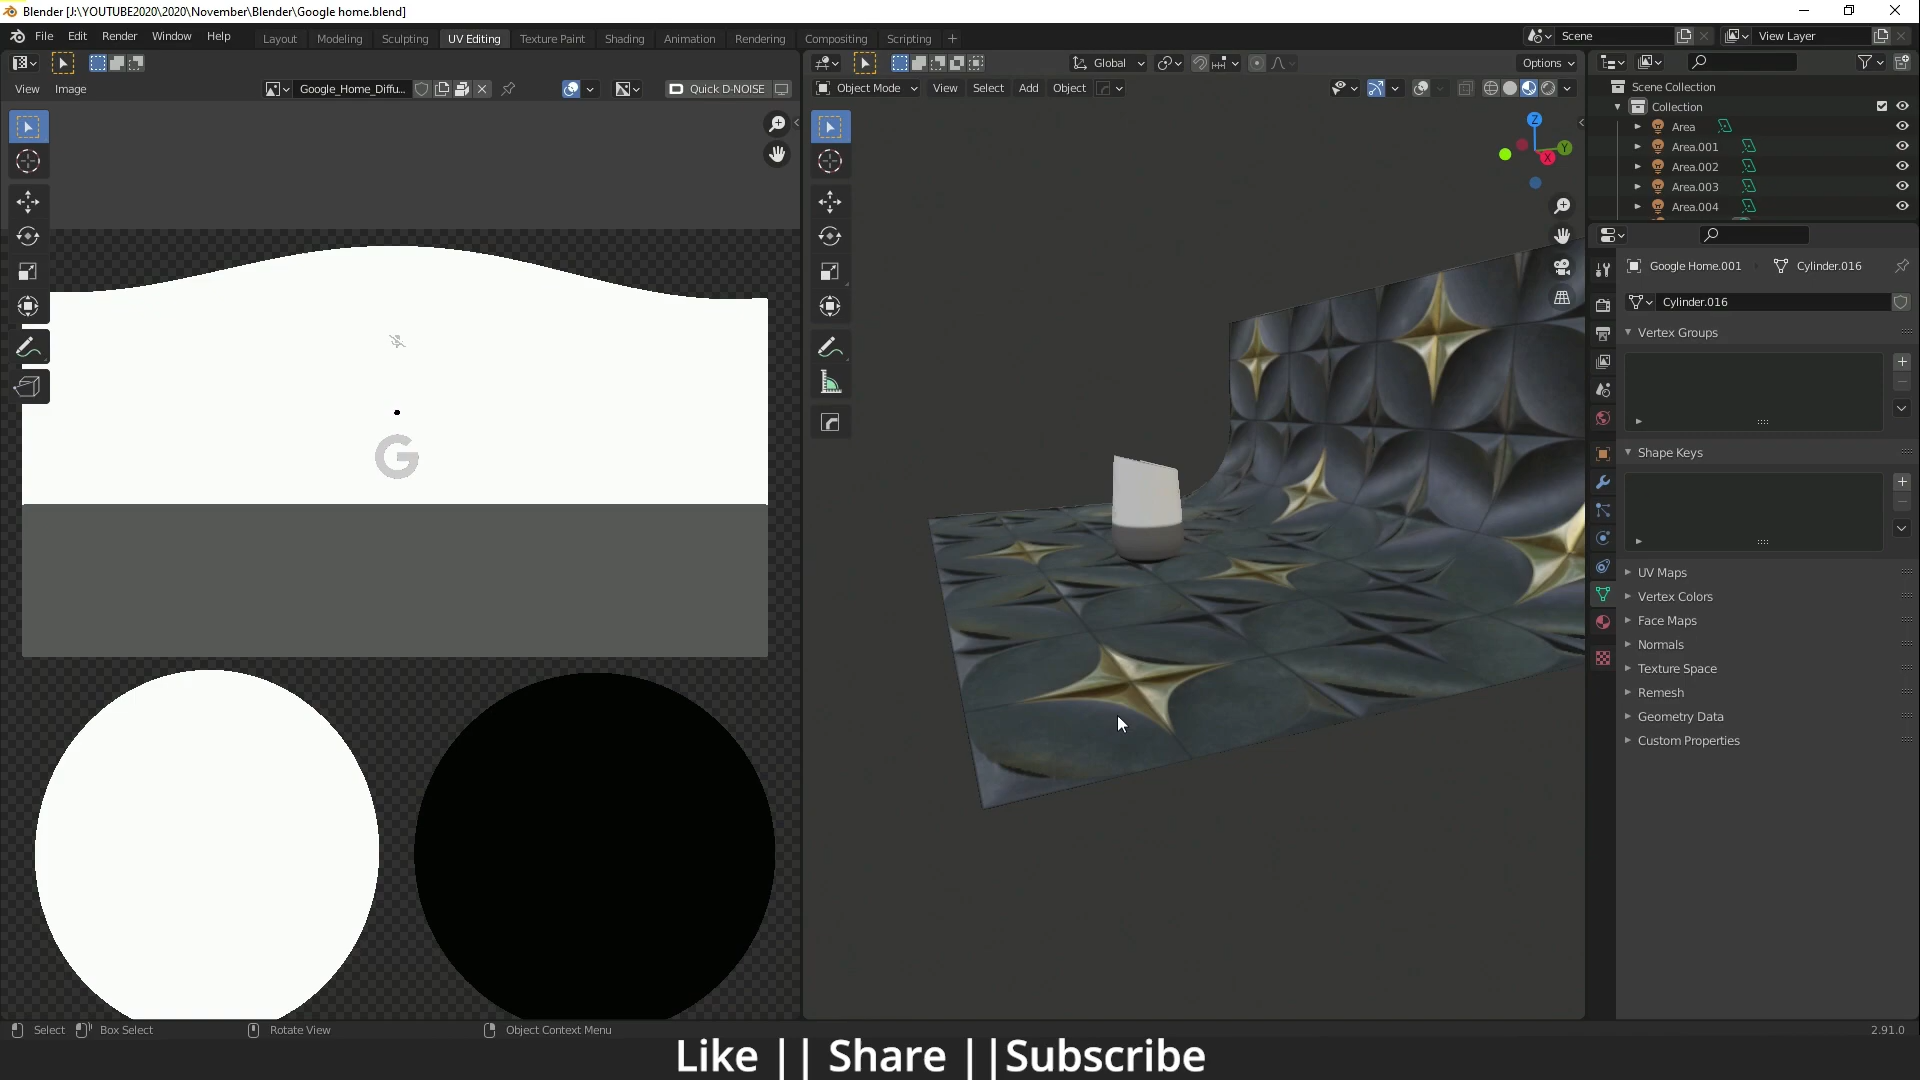 Blender [J:\YOUTUBE2020\2020\November\Blender\Google home.blend]
File Edit Render Window Help Layout Modeling Sculpting UV Editing Texture Paint Shading Animation Rendering Compositing Scripting + Scene View Layer
Global Options
View Image Google_Home_Diffu... Quick D-NOISE Object Mode View Select Add Object
Scene Collection
Collection
Area
Area.001
Area.002
Area.003
Area.004
Z
Y
X
Google Home.001 Cylinder.016
Cylinder.016
Vertex Groups
Shape Keys
UV Maps
Vertex Colors
Face Maps
Normals
Texture Space
Remesh
Geometry Data
Custom Properties
G
Select Box Select Rotate View Object Context Menu 2.91.0
Like || Share ||Subscribe